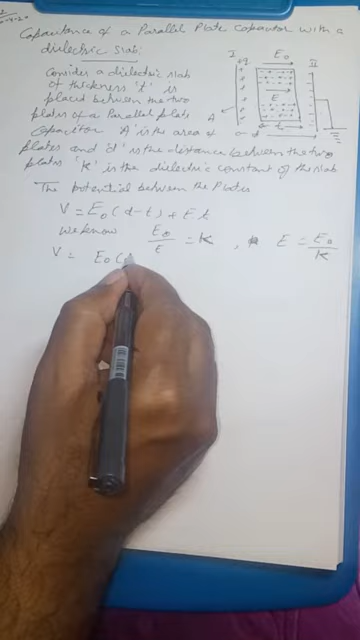 Capacitance of a Parallel Plate Capacitor with a
dielectric slab:
Consider a dielectric slab
of thickness 't' is
placed between the two
plates of a Parallel plate
Capacitor 'A' is the area of
plates and 'd' is the distance between the two
plates 'K' is the dielectric constant of the slab
I E₀ II
+q
E
A
t
d
The potential between the Plates
V = E₀ (d - t) + E t
We know E₀/E = K , E = E₀/K
V = E₀ (